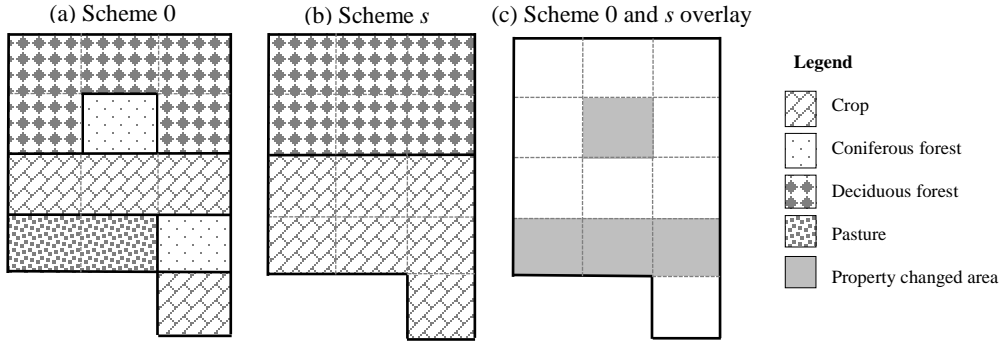 (a) Scheme 0
(b) Scheme s
(c) Scheme 0 and s overlay
Legend
Crop
Coniferous forest
Deciduous forest
Pasture
Property changed area